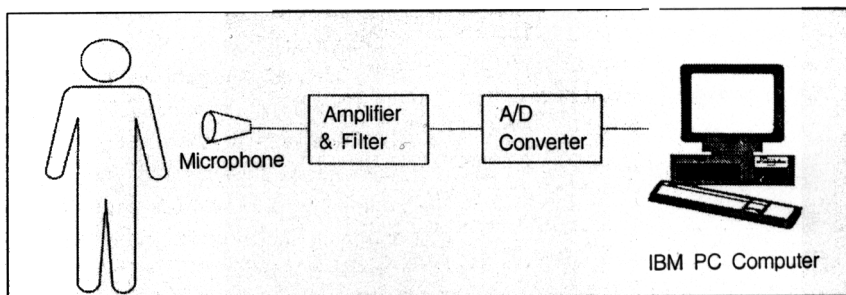 Microphone
Amplifier
& Filter
A/D
Converter
IBM PC Computer